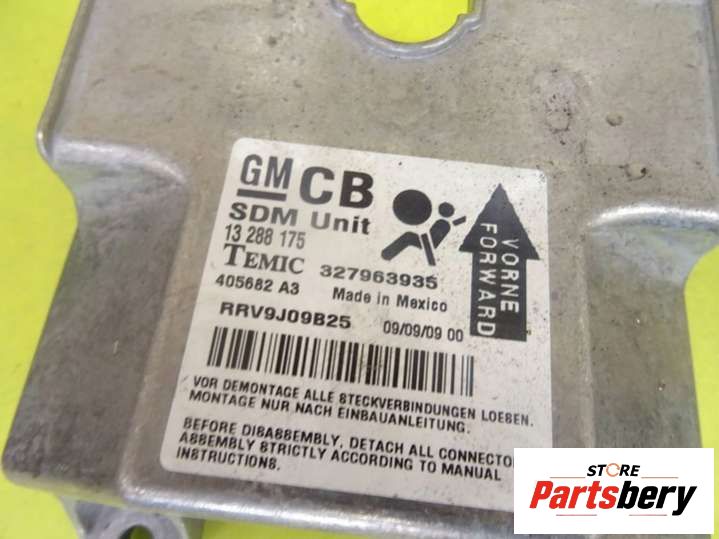 GM CB
SDM Unit
13 288 175
TEMIC 327963935
405682 A3 Made in Mexico
RRV9J09B25 09/09/09 00
VORNE
FORWARD
VOR DEMONTAGE ALLE STECKVERBINDUNGEN LOESEN.
MONTAGE NUR NACH EINBAUANLEITUNG.
BEFORE DISASSEMBLY, DETACH ALL CONNECTO
ASSEMBLY STRICTLY ACCORDING TO MANUAL
INSTRUCTIONS.
STORE
Partsbery